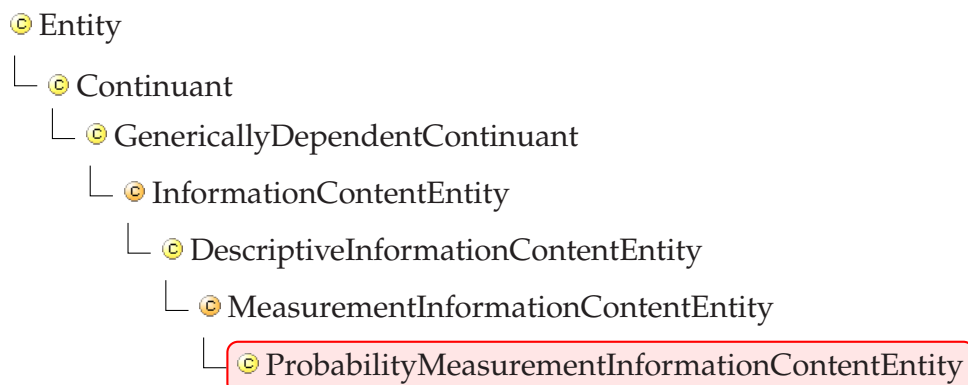 Entity
Continuant
GenericallyDependentContinuant
InformationContentEntity
DescriptiveInformationContentEntity
MeasurementInformationContentEntity
ProbabilityMeasurementInformationContentEntity